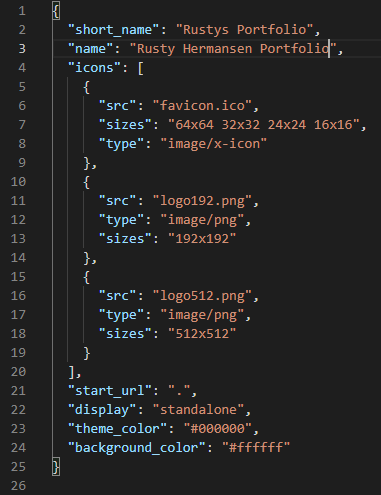 1 {
2 "short_name": "Rustys Portfolio",
3 "name": "Rusty Hermansen Portfolio",
4 "icons": [
5 {
6 "src": "favicon.ico",
7 "sizes": "64x64 32x32 24x24 16x16",
8 "type": "image/x-icon"
9 },
10 {
11 "src": "logo192.png",
12 "type": "image/png",
13 "sizes": "192x192"
14 },
15 {
16 "src": "logo512.png",
17 "type": "image/png",
18 "sizes": "512x512"
19 }
20 ],
21 "start_url": ".",
22 "display": "standalone",
23 "theme_color": "#000000",
24 "background_color": "#ffffff"
25 }
26